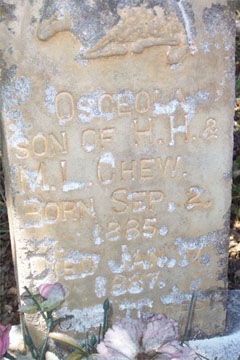 OSCEOLA
SON OF H.H.&
M.L. CHEW.
BORN SEP. 2
1885.
DIED JAN.
1887.